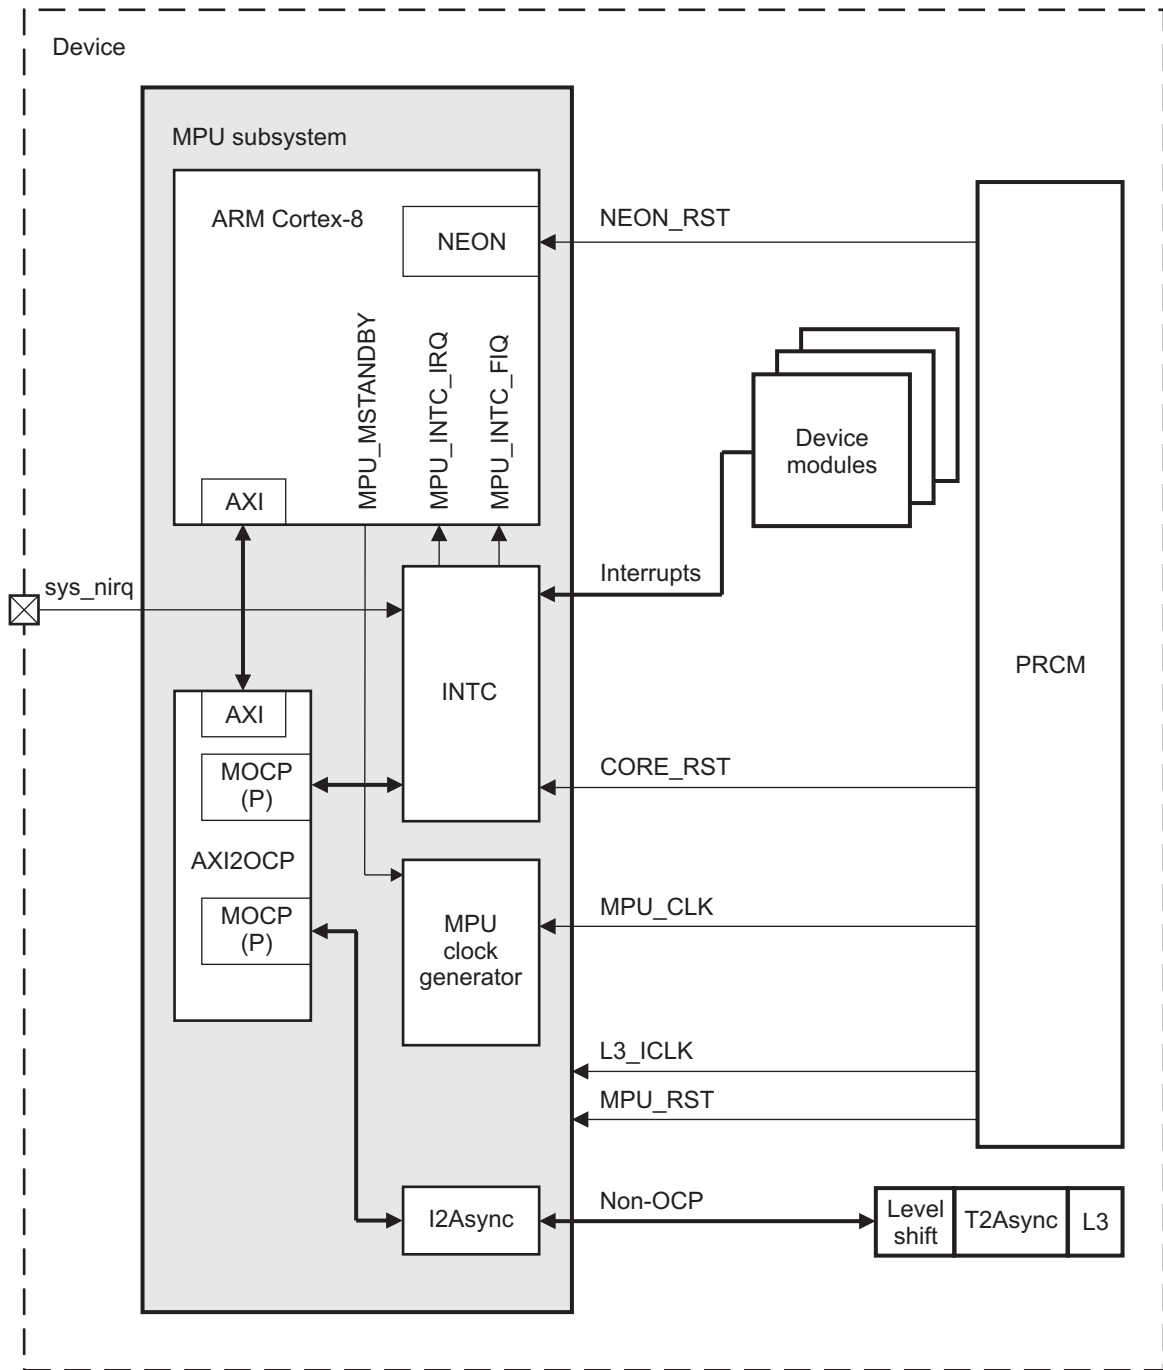 Device
MPU subsystem
ARM Cortex-8
NEON
NEON_RST
MPU_MSTANDBY
MPU_INTC_IRQ
MPU_INTC_FIQ
Device
modules
AXI
sys_nirq
Interrupts
INTC
PRCM
AXI
MOCP
(P)
CORE_RST
AXI2OCP
MOCP
(P)
MPU
clock
generator
MPU_CLK
L3_ICLK
MPU_RST
I2Async
Non-OCP
Level
shift
T2Async
L3